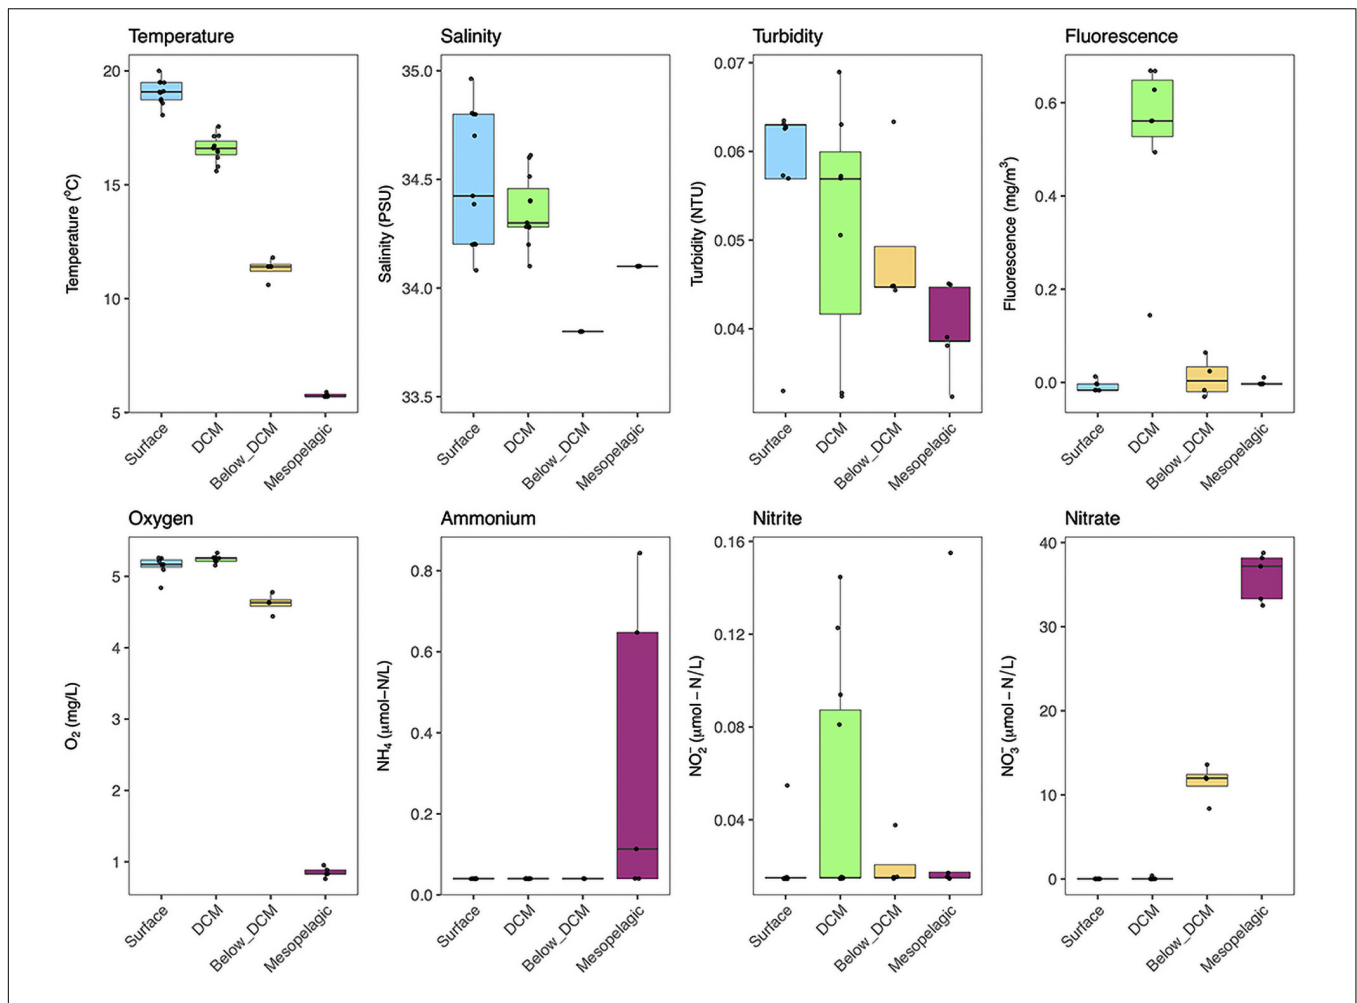 Temperature
Salinity
Turbidity
Fluorescence
Temperature (°C)
20
15
10
5
Surface
DCM
Below_DCM
Mesopelagic
Salinity (PSU)
35.0
34.5
34.0
33.5
Surface
DCM
Below_DCM
Mesopelagic
Turbidity (NTU)
0.07
0.06
0.05
0.04
Surface
DCM
Below_DCM
Mesopelagic
Fluorescence (mg/m³)
0.6
0.4
0.2
0.0
Surface
DCM
Below_DCM
Mesopelagic
Oxygen
Ammonium
Nitrite
Nitrate
O₂ (mg/L)
5
4
3
2
1
Surface
DCM
Below_DCM
Mesopelagic
NH₄ (μmol−N/L)
0.8
0.6
0.4
0.2
0.0
Surface
DCM
Below_DCM
Mesopelagic
NO₂⁻ (μmol − N/L)
0.16
0.12
0.08
0.04
Surface
DCM
Below_DCM
Mesopelagic
NO₃⁻ (μmol − N/L)
40
30
20
10
0
Surface
DCM
Below_DCM
Mesopelagic